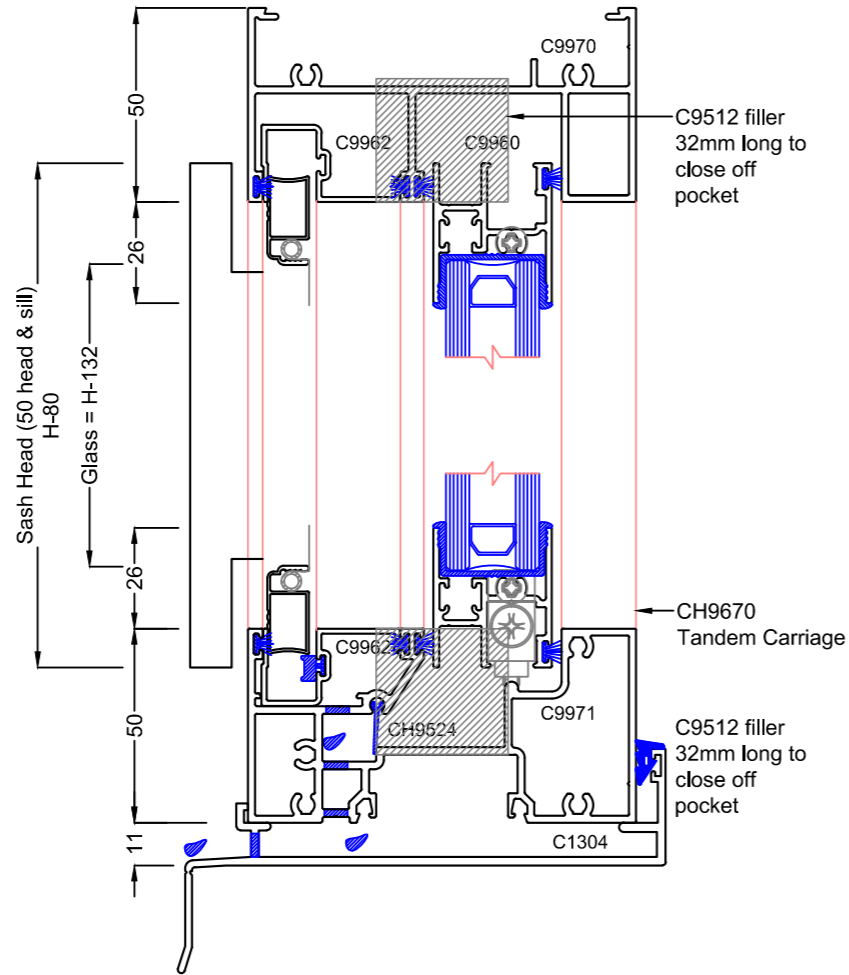 C9970
50
C9962
C9960
C9512 filler
32mm long to
close off
pocket
26
Sash Head (50 head & sill)
H-80
Glass = H-132
26
CH9670
Tandem Carriage
C9962
C9971
50
CH9524
C9512 filler
32mm long to
close off
pocket
11
C1304